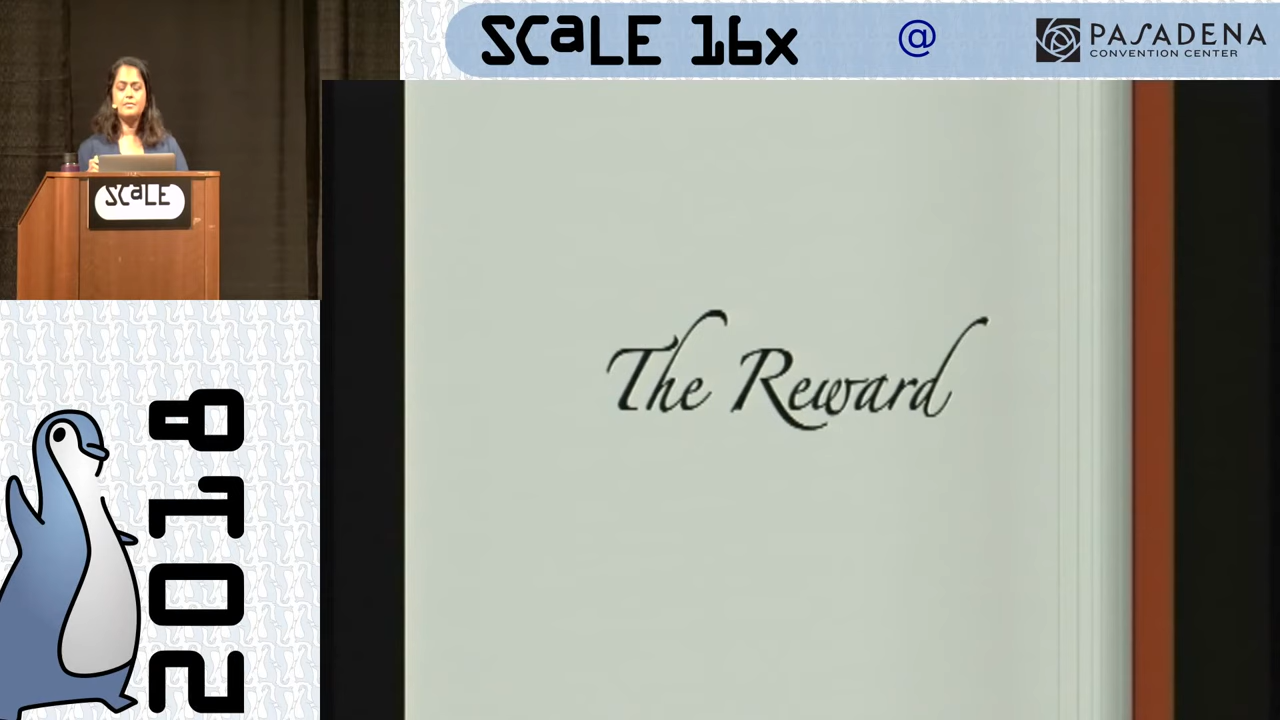 SCaLE 16x
@
PASADENA
CONVENTION CENTER
SCaLE
The Reward
2018